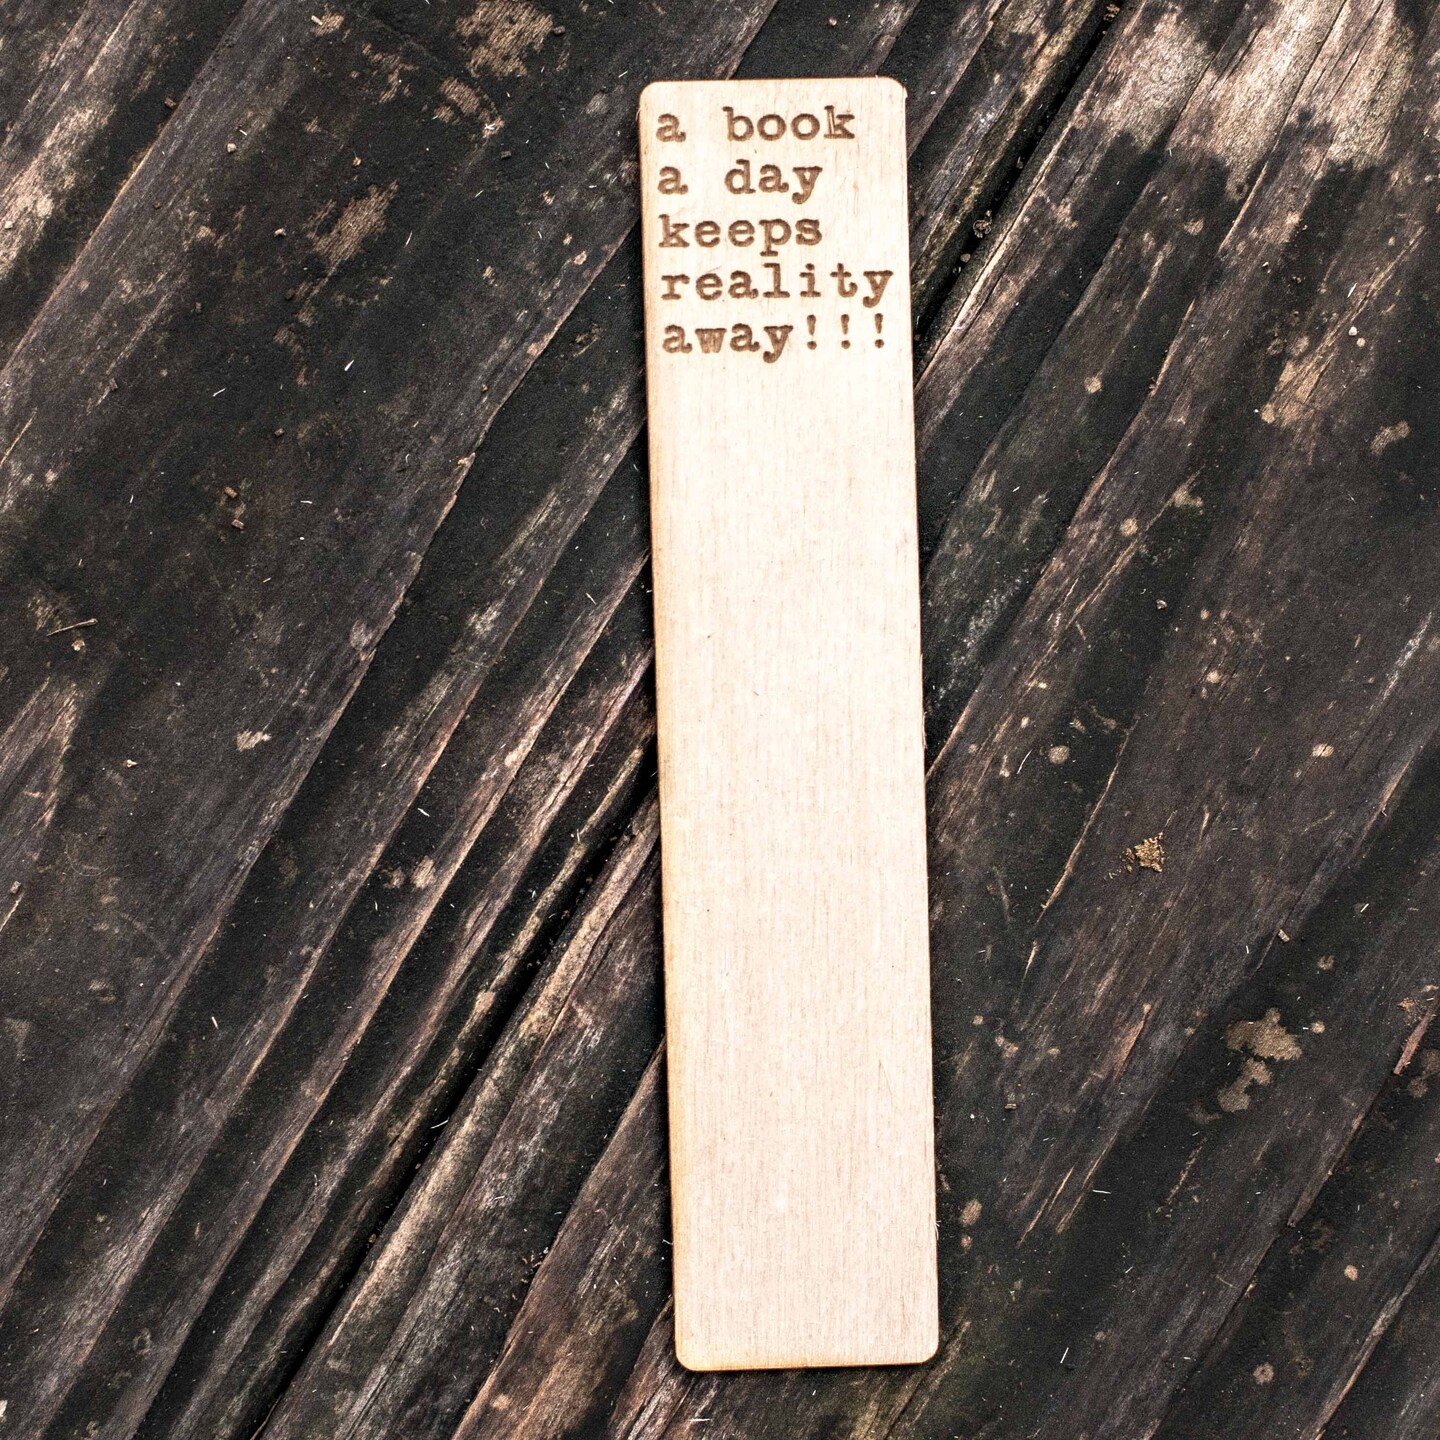 a book
a day
keeps
reality
away!!!